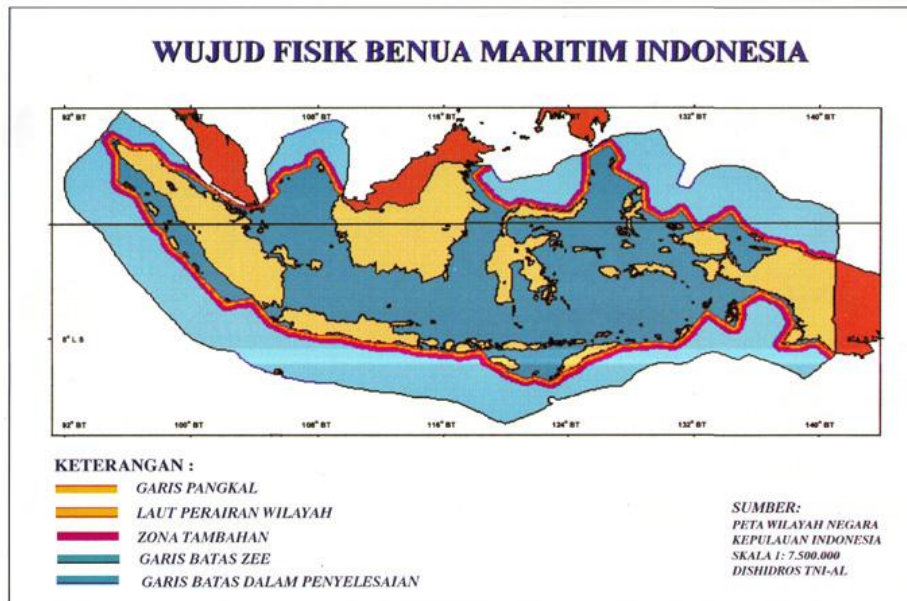 WUJUD FISIK BENUA MARITIM INDONESIA
92° BT
108° BT
116° BT
132° BT
140° BT
92° BT
100° BT
108° BT
116° BT
124° BT
132° BT
140° BT
KETERANGAN :
GARIS PANGKAL
LAUT PERAIRAN WILAYAH
ZONA TAMBAHAN
GARIS BATAS ZEE
GARIS BATAS DALAM PENYELESAIAN
SUMBER:
PETA WILAYAH NEGARA
KEPULAUAN INDONESIA
SKALA 1: 7.500.000
DISHIDROS TNI-AL